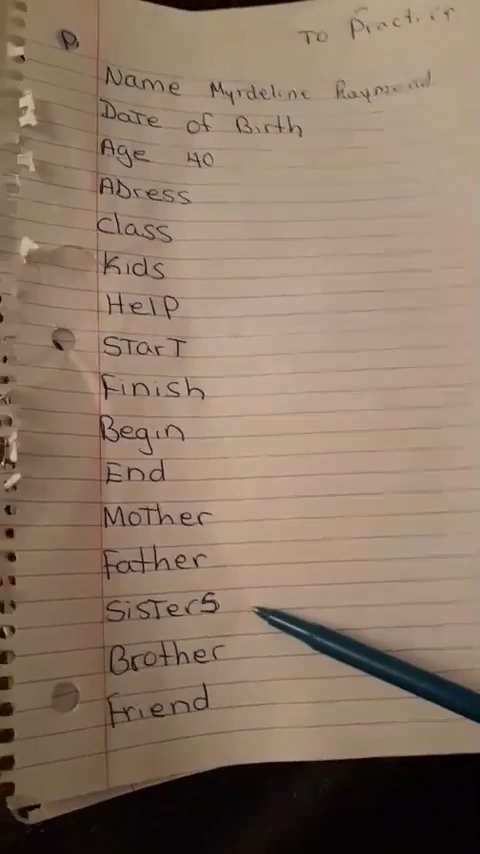 To Practice
P.
Name Myrdeline Raymond
Date of Birth
Age 40
ADress
class
Kids
Help
STarT
Finish
Begin
End
MoTher
Father
SisTers
Brother
Friend